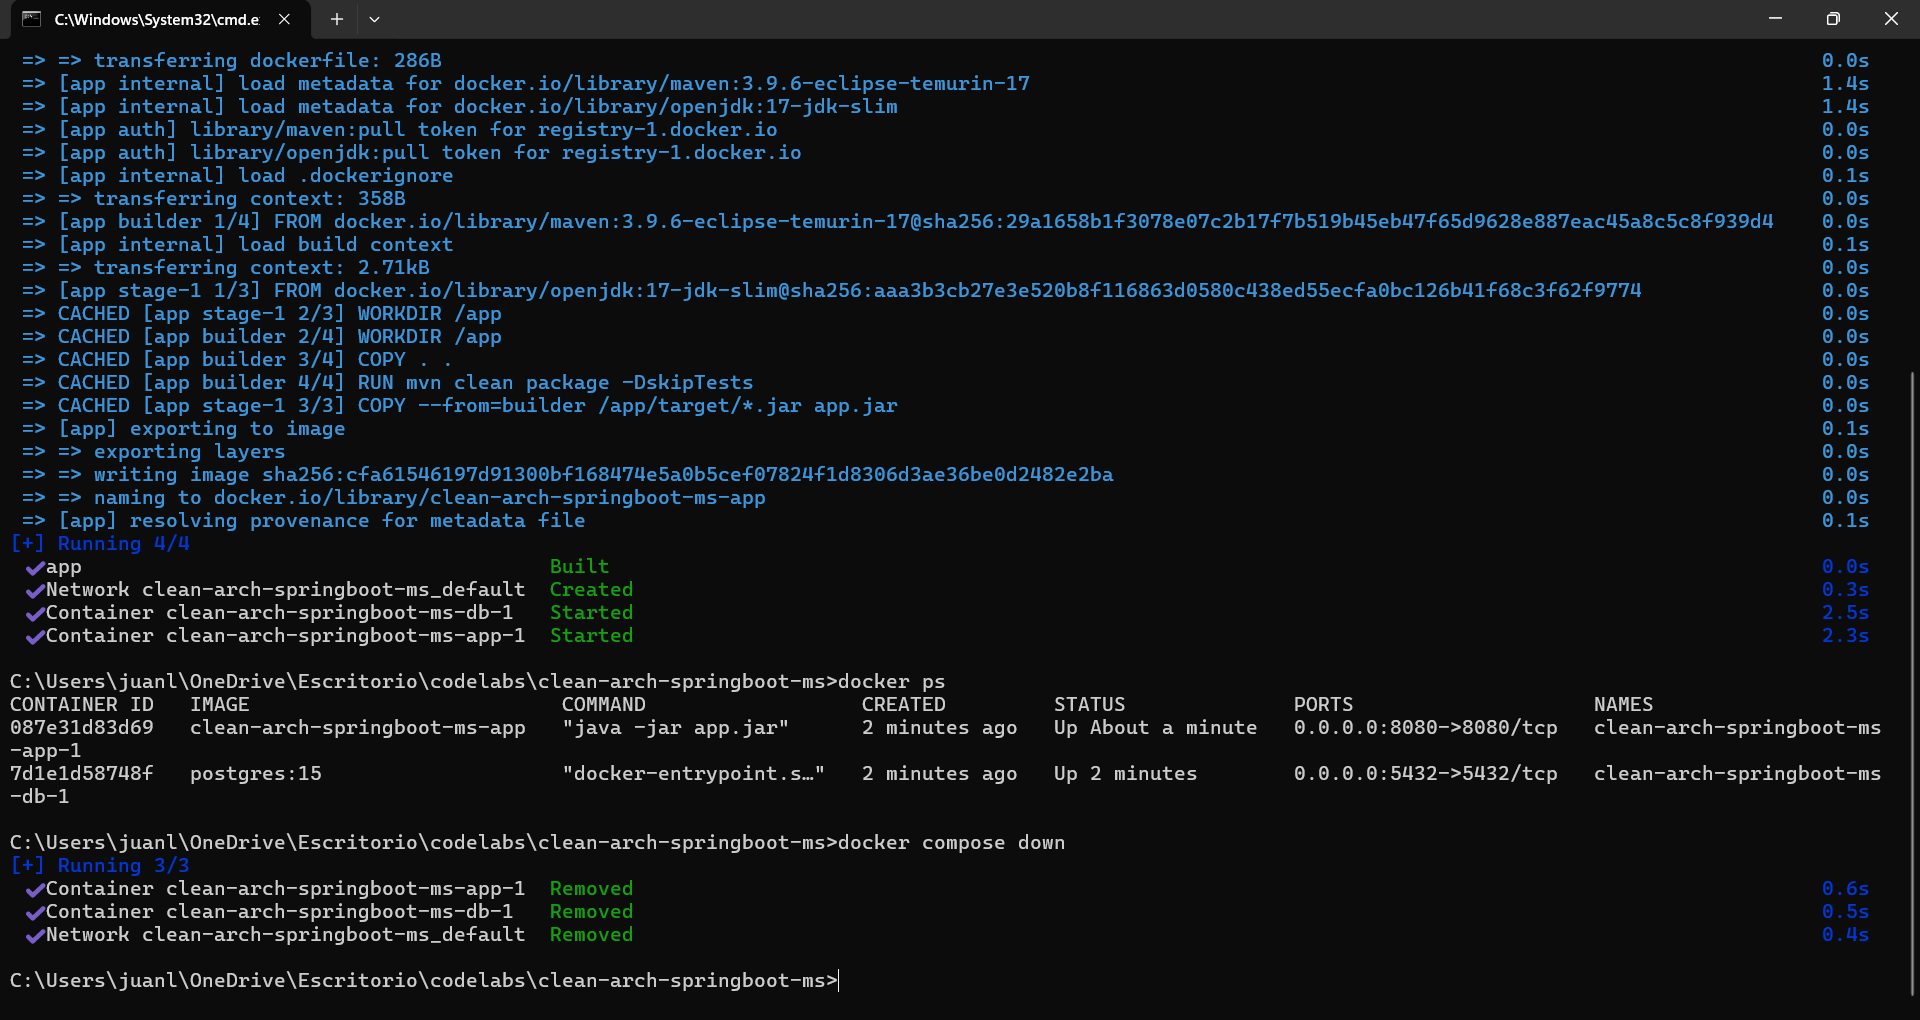 C:\Windows\System32\cmd.e
=> => transferring dockerfile: 286B 0.0s
=> [app internal] load metadata for docker.io/library/maven:3.9.6-eclipse-temurin-17 1.4s
=> [app internal] load metadata for docker.io/library/openjdk:17-jdk-slim 1.4s
=> [app auth] library/maven:pull token for registry-1.docker.io 0.0s
=> [app auth] library/openjdk:pull token for registry-1.docker.io 0.0s
=> [app internal] load .dockerignore 0.1s
=> => transferring context: 358B 0.0s
=> [app builder 1/4] FROM docker.io/library/maven:3.9.6-eclipse-temurin-17@sha256:29a1658b1f3078e07c2b17f7b519b45eb47f65d9628e887eac45a8c5c8f939d4 0.0s
=> [app internal] load build context 0.1s
=> => transferring context: 2.71kB 0.0s
=> [app stage-1 1/3] FROM docker.io/library/openjdk:17-jdk-slim@sha256:aaa3b3cb27e3e520b8f116863d0580c438ed55ecfa0bc126b41f68c3f62f9774 0.0s
=> CACHED [app stage-1 2/3] WORKDIR /app 0.0s
=> CACHED [app builder 2/4] WORKDIR /app 0.0s
=> CACHED [app builder 3/4] COPY . . 0.0s
=> CACHED [app builder 4/4] RUN mvn clean package -DskipTests 0.0s
=> CACHED [app stage-1 3/3] COPY --from=builder /app/target/*.jar app.jar 0.0s
=> [app] exporting to image 0.1s
=> => exporting layers 0.0s
=> => writing image sha256:cfa61546197d91300bf168474e5a0b5cef07824f1d8306d3ae36be0d2482e2ba 0.0s
=> => naming to docker.io/library/clean-arch-springboot-ms-app 0.0s
=> [app] resolving provenance for metadata file 0.1s
[+] Running 4/4
✔app Built 0.0s
✔Network clean-arch-springboot-ms_default Created 0.3s
✔Container clean-arch-springboot-ms-db-1 Started 2.5s
✔Container clean-arch-springboot-ms-app-1 Started 2.3s
C:\Users\juanl\OneDrive\Escritorio\codelabs\clean-arch-springboot-ms>docker ps
CONTAINER ID IMAGE COMMAND CREATED STATUS PORTS NAMES
087e31d83d69 clean-arch-springboot-ms-app "java -jar app.jar" 2 minutes ago Up About a minute 0.0.0.0:8080->8080/tcp clean-arch-springboot-ms
-app-1
7d1e1d58748f postgres:15 "docker-entrypoint.s…" 2 minutes ago Up 2 minutes 0.0.0.0:5432->5432/tcp clean-arch-springboot-ms
-db-1
C:\Users\juanl\OneDrive\Escritorio\codelabs\clean-arch-springboot-ms>docker compose down
[+] Running 3/3
✔Container clean-arch-springboot-ms-app-1 Removed 0.6s
✔Container clean-arch-springboot-ms-db-1 Removed 0.5s
✔Network clean-arch-springboot-ms_default Removed 0.4s
C:\Users\juanl\OneDrive\Escritorio\codelabs\clean-arch-springboot-ms>